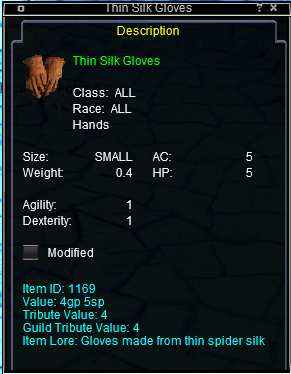 Thin Silk Gloves ? X
Description
Thin Silk Gloves
Class: ALL
Race: ALL
Hands
Size: SMALL AC: 5
Weight: 0.4 HP: 5
Agility: 1
Dexterity: 1
Modified
Item ID: 1169
Value: 4gp 5sp
Tribute Value: 4
Guild Tribute Value: 4
Item Lore: Gloves made from thin spider silk